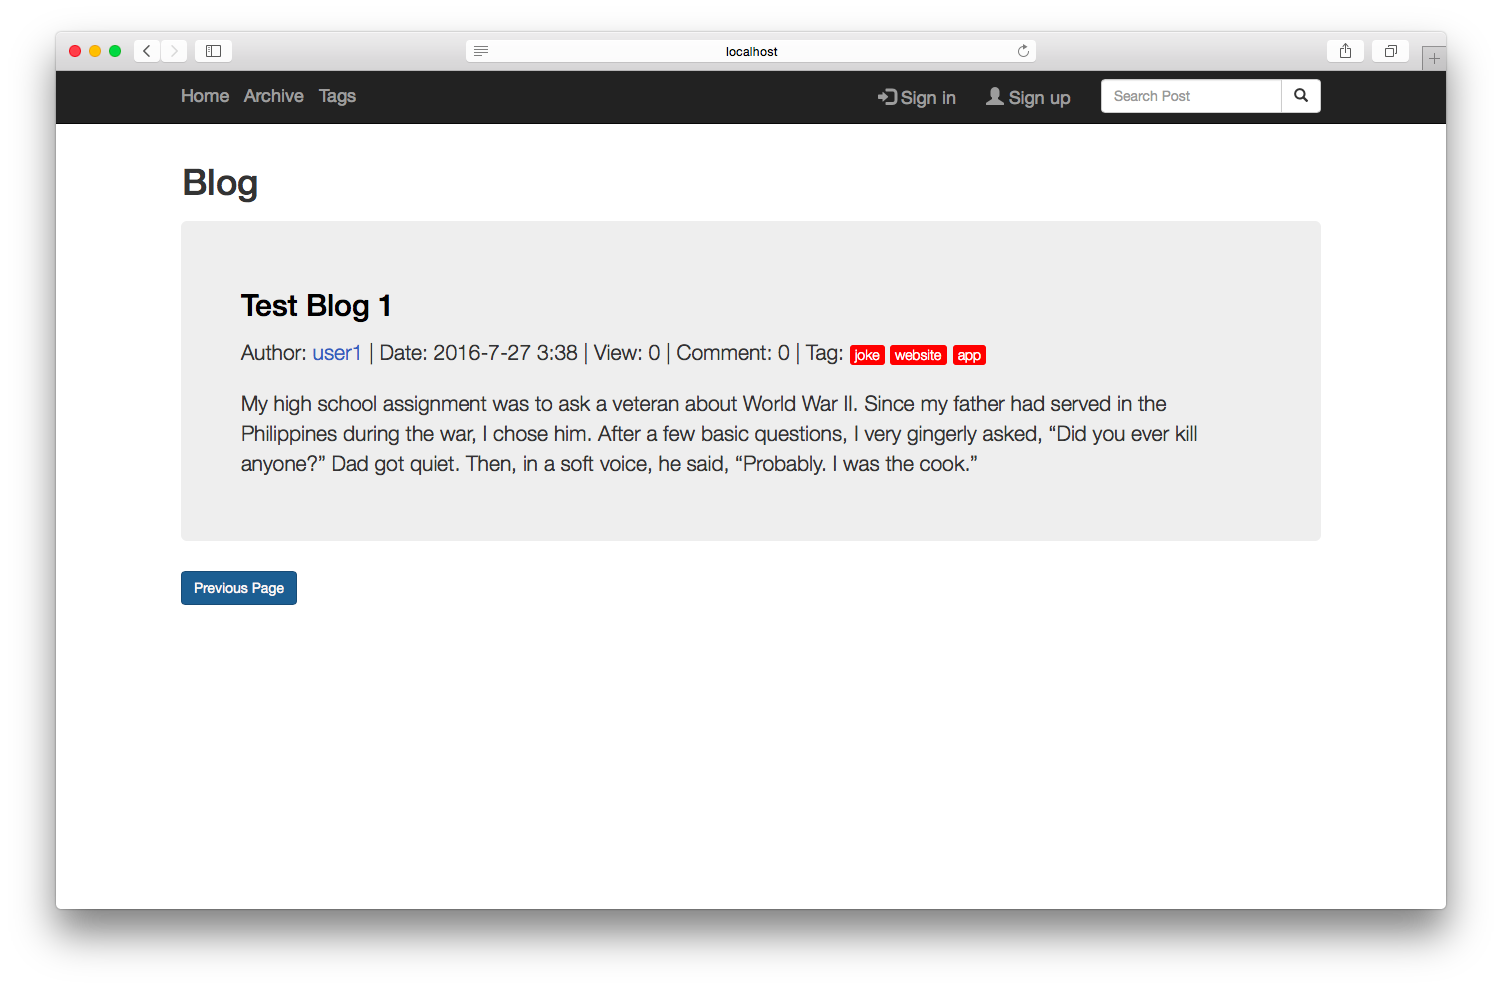 localhost
Home Archive Tags Sign in Sign up Search Post
Blog
Test Blog 1
Author: user1 | Date: 2016-7-27 3:38 | View: 0 | Comment: 0 | Tag: joke website app
My high school assignment was to ask a veteran about World War II. Since my father had served in the
Philippines during the war, I chose him. After a few basic questions, I very gingerly asked, “Did you ever kill
anyone?” Dad got quiet. Then, in a soft voice, he said, “Probably. I was the cook.”
Previous Page